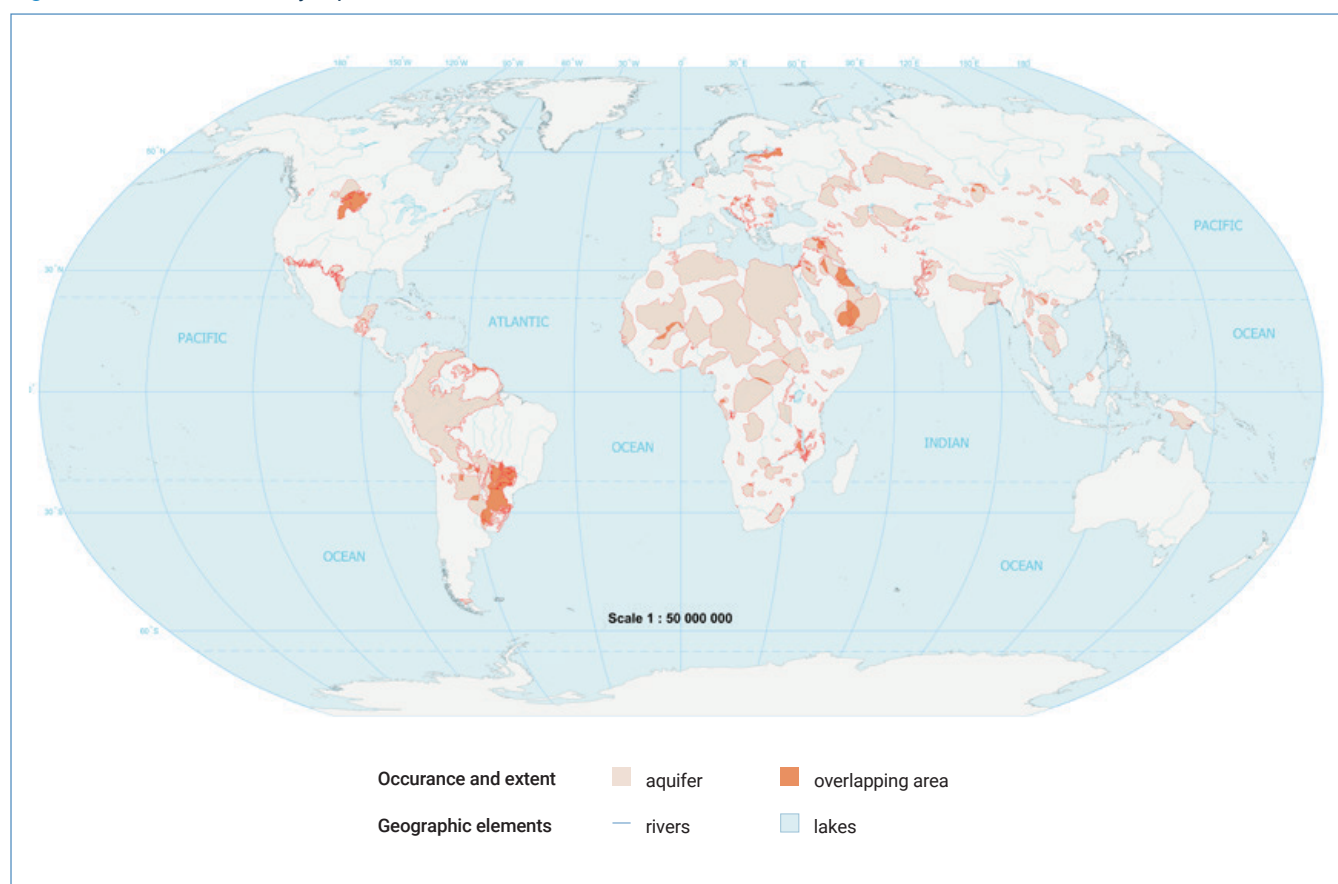 180° 150°W 120°W 90°W 60°W 30°W 0° 30°E 60°E 90°E 120°E 150°E 180
60°N
PACIFIC
30°N
ATLANTIC
PACIFIC
OCEAN
OCEAN
INDIAN
30°S
OCEAN
OCEAN
Scale 1 : 50 000 000
60°S
Occurance and extent aquifer overlapping area
Geographic elements rivers lakes